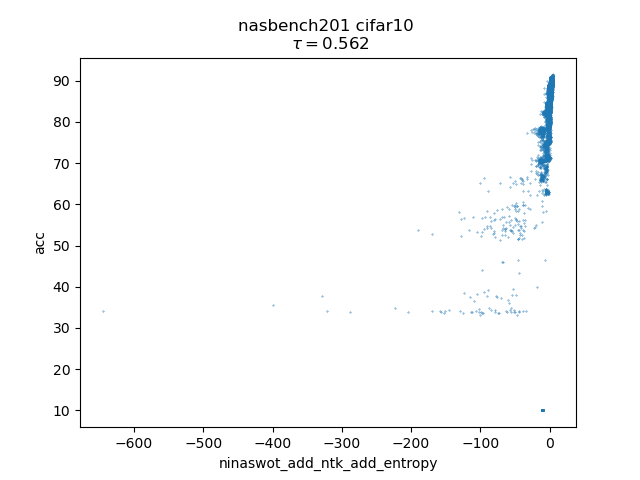 nasbench201 cifar10
τ = 0.562
acc
90
80
70
60
50
40
30
20
10
−600 −500 −400 −300 −200 −100 0
ninaswot_add_ntk_add_entropy